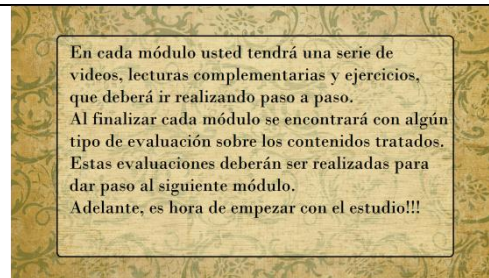 En cada módulo usted tendrá una serie de
videos, lecturas complementarias y ejercicios,
que deberá ir realizando paso a paso.
Al finalizar cada módulo se encontrará con algún
tipo de evaluación sobre los contenidos tratados.
Estas evaluaciones deberán ser realizadas para
dar paso al siguiente módulo.
Adelante, es hora de empezar con el estudio!!!